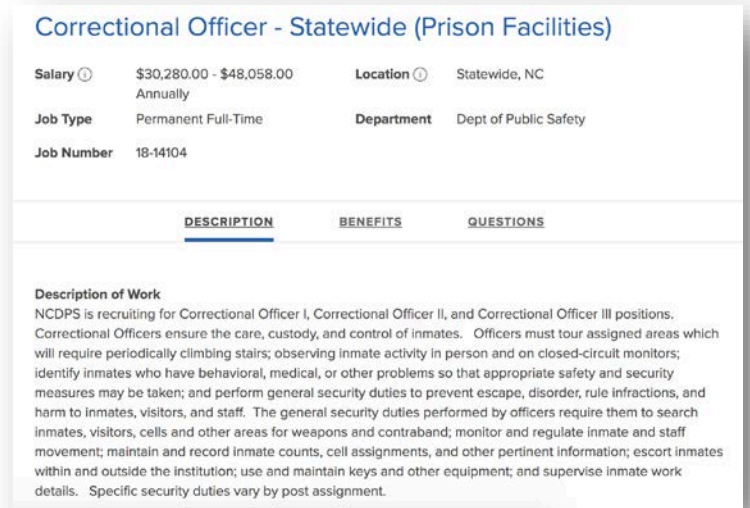 Correctional Officer - Statewide (Prison Facilities)
Salary $30,280.00 - $48,058.00 Location Statewide, NC
Annually
Job Type Permanent Full-Time Department Dept of Public Safety
Job Number 18-14104
DESCRIPTION BENEFITS QUESTIONS
Description of Work
NCDPS is recruiting for Correctional Officer I, Correctional Officer II, and Correctional Officer III positions.
Correctional Officers ensure the care, custody, and control of inmates. Officers must tour assigned areas which
will require periodically climbing stairs; observing inmate activity in person and on closed-circuit monitors;
identify inmates who have behavioral, medical, or other problems so that appropriate safety and security
measures may be taken; and perform general security duties to prevent escape, disorder, rule infractions, and
harm to inmates, visitors, and staff. The general security duties performed by officers require them to search
inmates, visitors, cells and other areas for weapons and contraband; monitor and regulate inmate and staff
movement; maintain and record inmate counts, cell assignments, and other pertinent information; escort inmates
within and outside the institution; use and maintain keys and other equipment; and supervise inmate work
details. Specific security duties vary by post assignment.